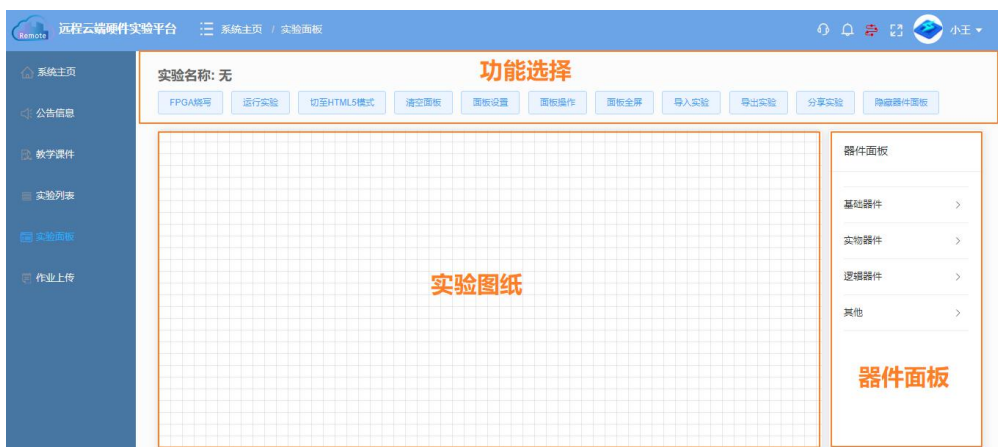 Remote 远程云端硬件实验平台 系统主页 / 实验面板 小王
系统主页
公告信息
教学课件
实验列表
实验面板
作业上传
实验名称: 无
功能选择
FPGA烧写 运行实验 切至HTML5模式 清空面板 面板设置 面板操作 面板全屏 导入实验 导出实验 分享实验 隐藏器件面板
实验图纸
器件面板
基础器件
实物器件
逻辑器件
其他
器件面板